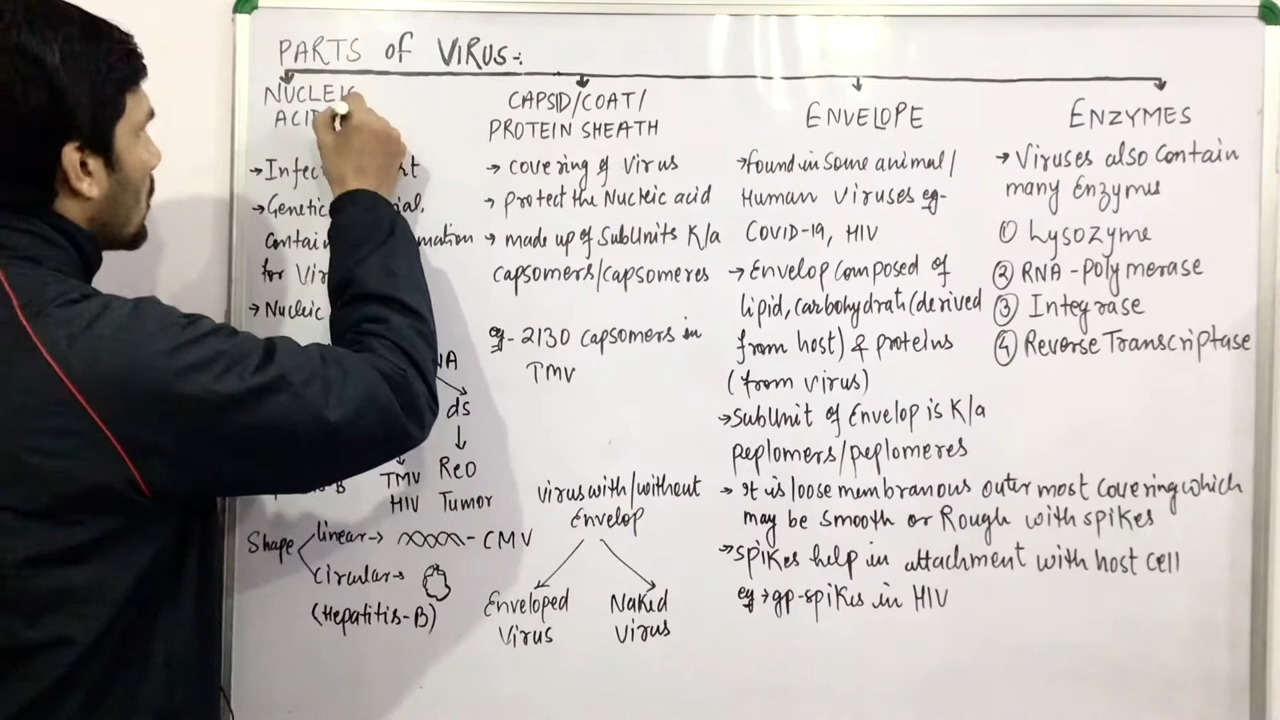 PARTS of VIRUS-:
NUCLEIC
ACI
→ Infec
→ Genetic
contai mation
for Vir
→ Nucleic
ds
Reo
TMV
HIV Tumor
Shape
linear→ - CMV
Circular→
(Hepatitis-B)
CAPSID/COAT/
PROTEIN SHEATH
→ covering of Virus
→ protect the Nucleic acid
→ made up of SubUnits K/a
capsomers/capsomeres
eg- 2130 capsomers in
TMV
virus with/without
Envelop
Enveloped
Virus
Naked
Virus
ENVELOPE
→ found in Some animal/
Human Viruses eg-
COVID-19, HIV
→ Envelop Composed of
lipid, carbohydrate (derived
from host) & proteins
(from virus)
→ SubUnit of Envelop is K/a
peplomers/peplomeres
→ It is loose membranous outer most covering which
may be Smooth or Rough with spikes
→ Spikes help in attachment with host cell
eg → gp-spikes in HIV
ENZYMES
→ Viruses also Contain
many Enzymes
① Lysozyme
② RNA-polymerase
③ Integrase
④ Reverse Transcriptase